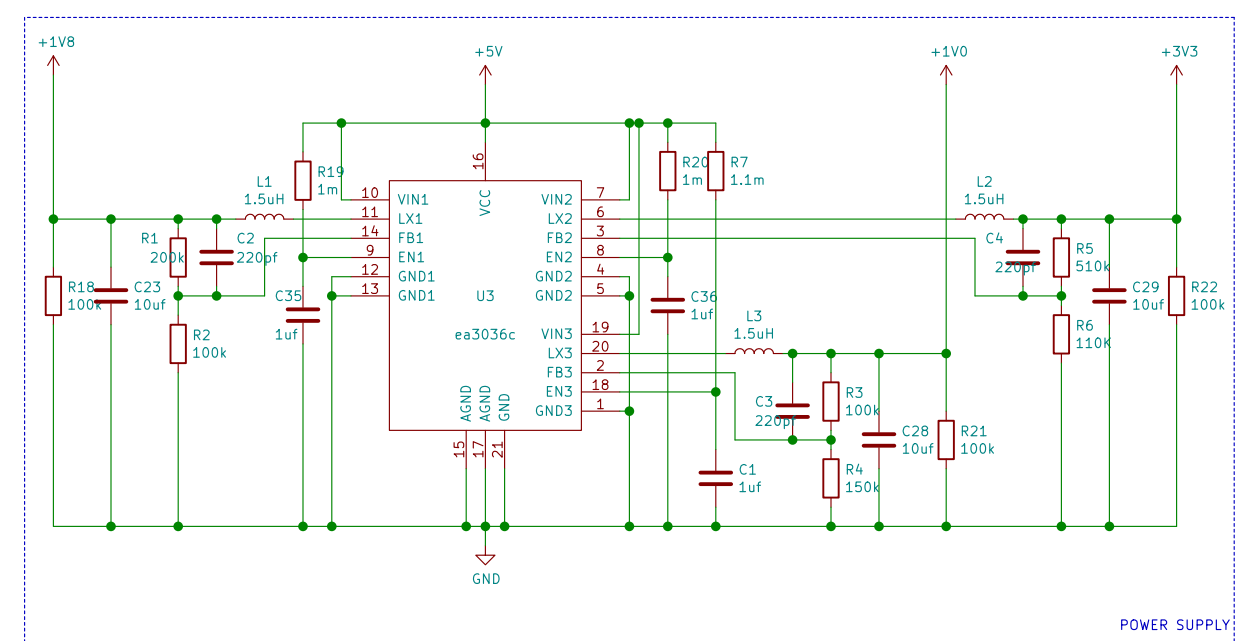 +1V8
+5V
+1V0
+3V3
16
VCC
R19
1m
R20
1m
R7
1.1m
L1
1.5uH
L2
1.5uH
10 VIN1
VIN2 7
11 LX1
LX2 6
14 FB1
FB2 3
9 EN1
EN2 8
12 GND1
GND2 4
13 GND1
GND2 5
U3
ea3036c
VIN3 19
LX3 20
FB3 2
EN3 18
GND3 1
AGND
AGND
GND
15
17
21
R1
200k
C2
220pf
C4
220pf
R5
510k
R18
100k
C23
10uf
C35
1uf
C36
1uf
C29
10uf
R22
100k
R2
100k
L3
1.5uH
R6
110K
C3
220pf
R3
100k
C28
10uf
R21
100k
C1
1uf
R4
150k
GND
POWER SUPPLY